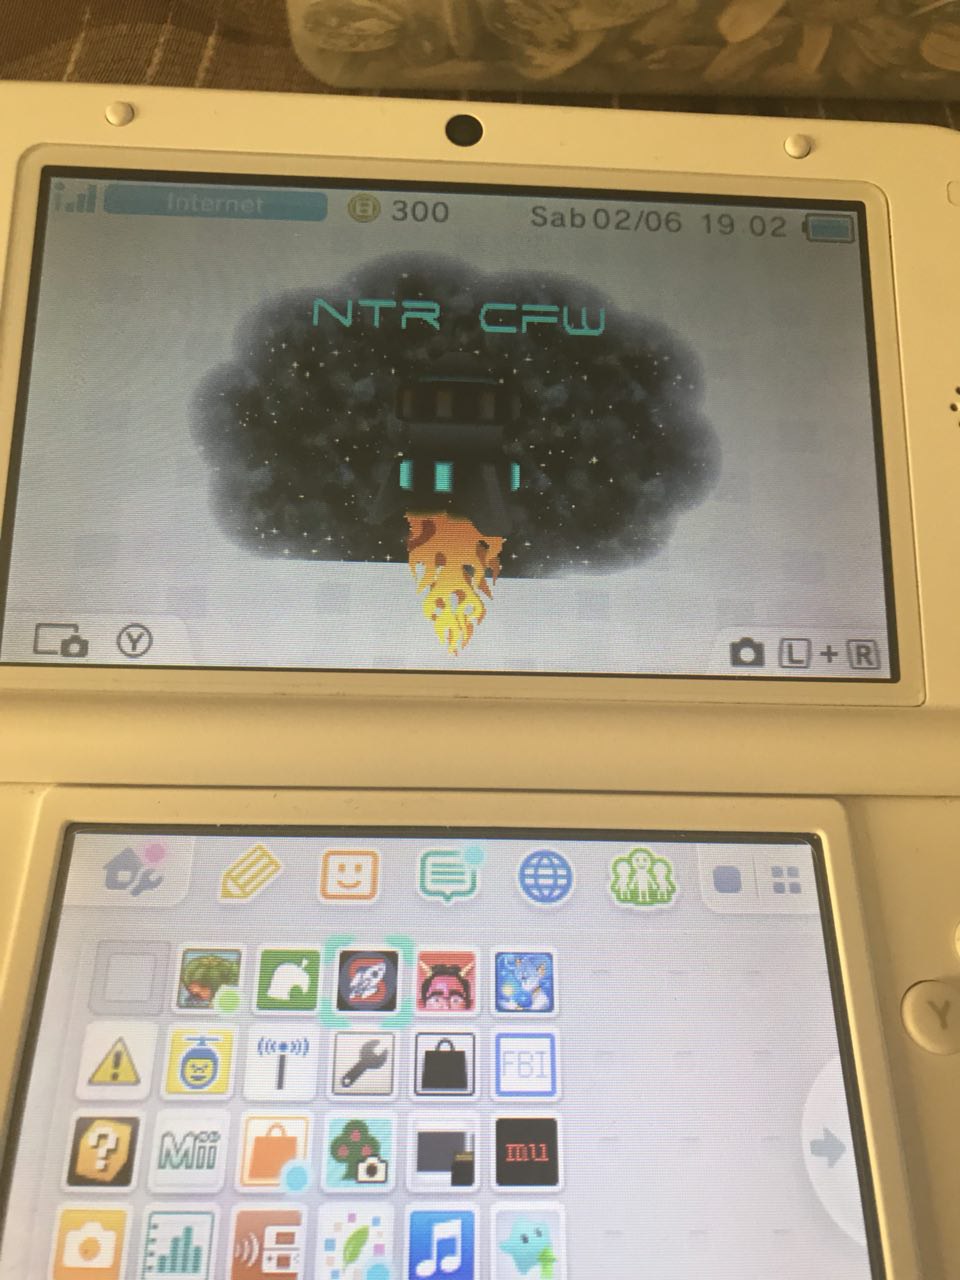 Internet
300
Sab 02/06
19 02
NTR CFW
Y
L + R
FBI
?
Mii
mu
Y